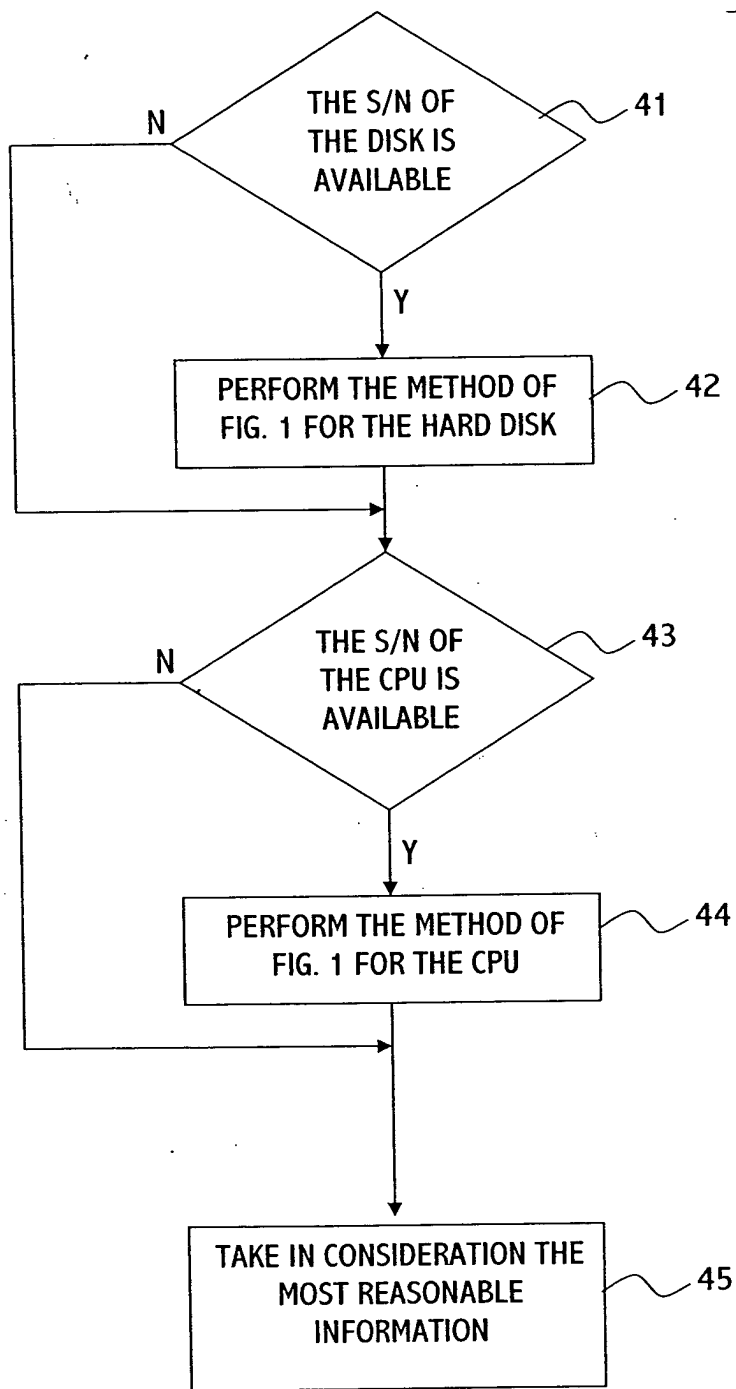 THE S/N OF
THE DISK IS
AVAILABLE
41
N
Y
PERFORM THE METHOD OF
FIG. 1 FOR THE HARD DISK
42
THE S/N OF
THE CPU IS
AVAILABLE
43
N
Y
PERFORM THE METHOD OF
FIG. 1 FOR THE CPU
44
TAKE IN CONSIDERATION THE
MOST REASONABLE
INFORMATION
45